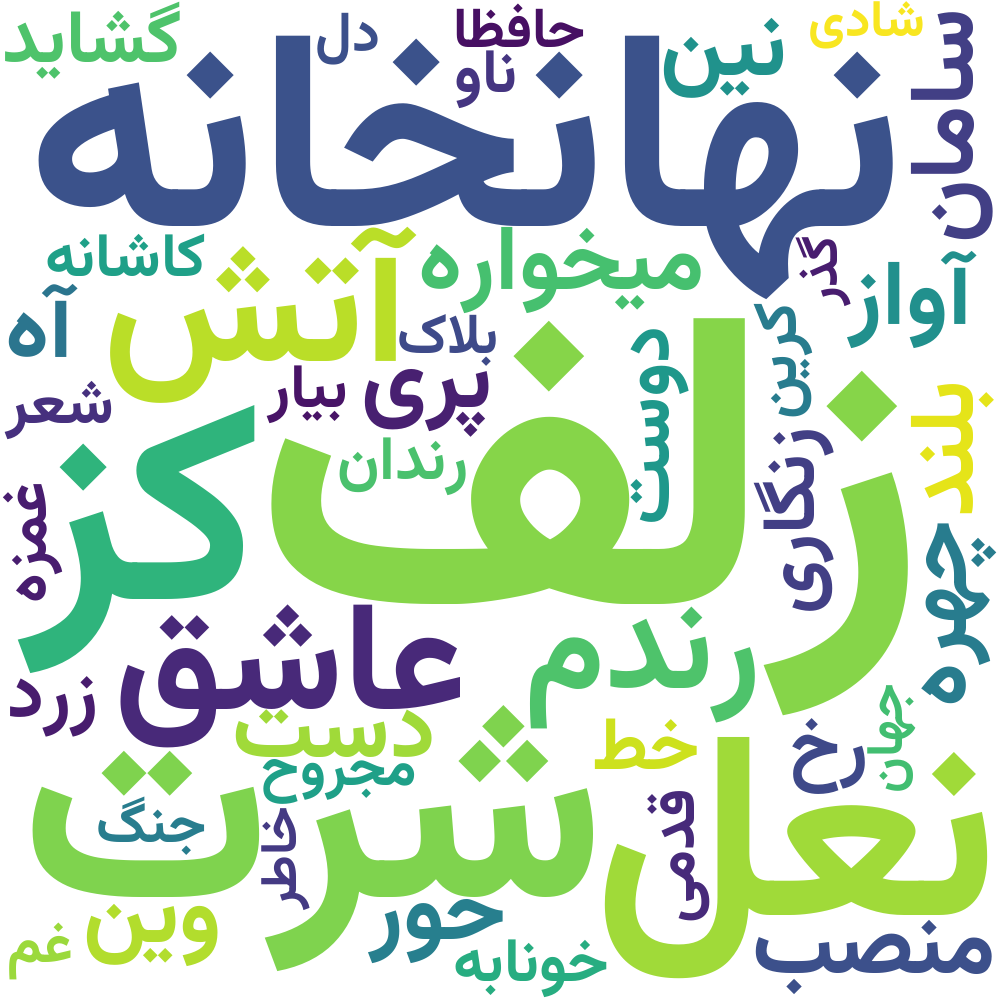 گشاید
دل
حافظا
ناو
نین
شادی
سامان
نهانخانه
کاشانه
آتش
میخواره
گذر
آواز
آه
بلاک
کرین
دوست
زلف
پری
بیار
شعر
رندان
کز
زنگاری
بلند
غمزه
چهره
عاشق
رندم
زرد
دست
شرت
خط
رخ
جهان
مجروح
نعل
جنگ
خاطر
قدمی
وین
حور
منصب
غم
خونابه